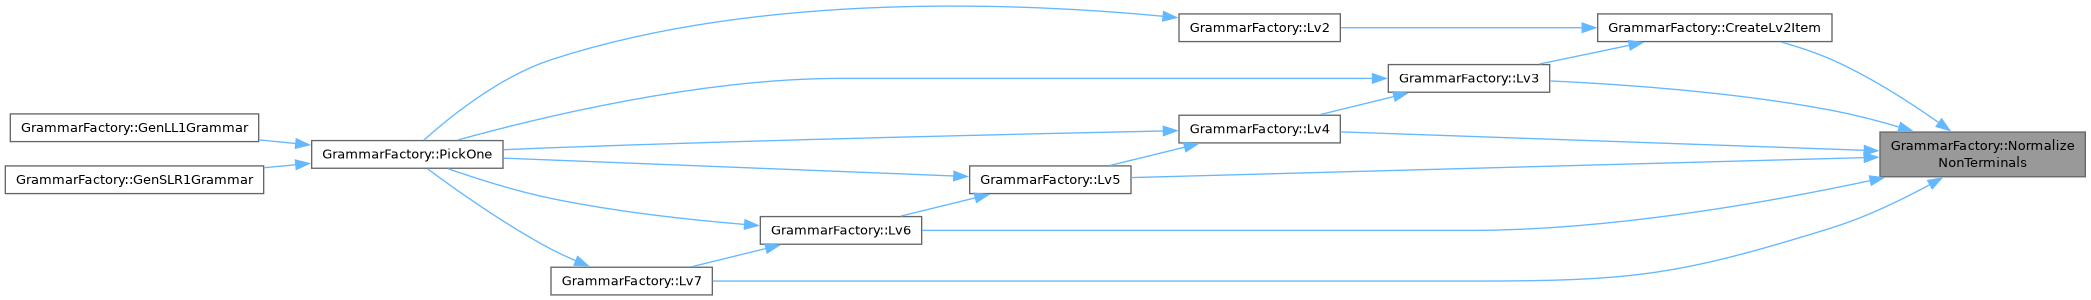 GrammarFactory::Lv2
GrammarFactory::CreateLv2Item
GrammarFactory::Lv3
GrammarFactory::GenLL1Grammar
GrammarFactory::Lv4
GrammarFactory::PickOne
GrammarFactory::Normalize
NonTerminals
GrammarFactory::GenSLR1Grammar
GrammarFactory::Lv5
GrammarFactory::Lv6
GrammarFactory::Lv7